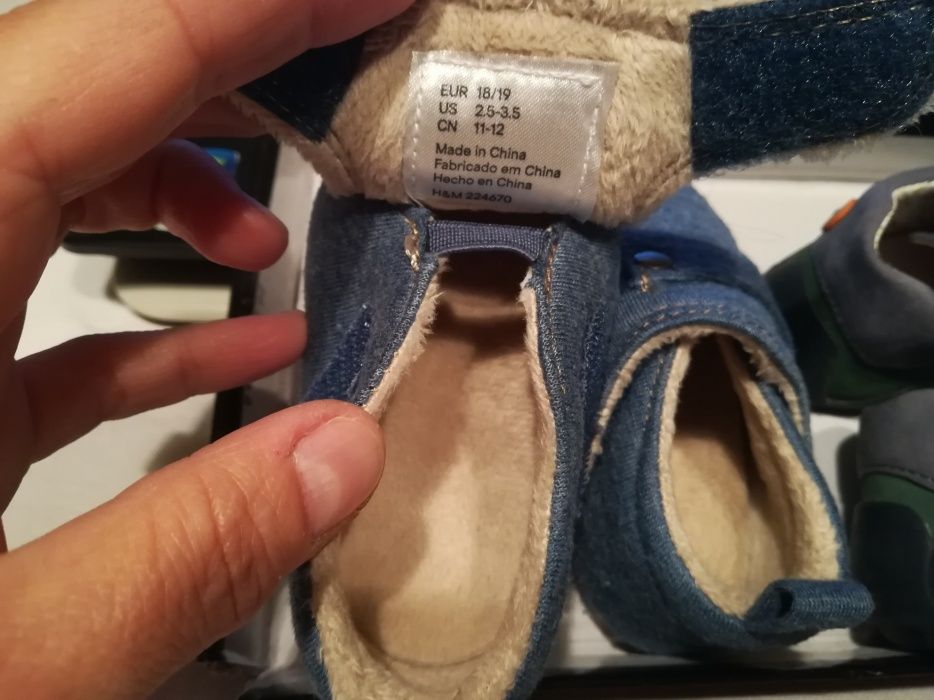 EUR 18/19
US 2.5-3.5
CN 11-12
Made in China
Fabricado em China
Hecho en China
H&M 224670